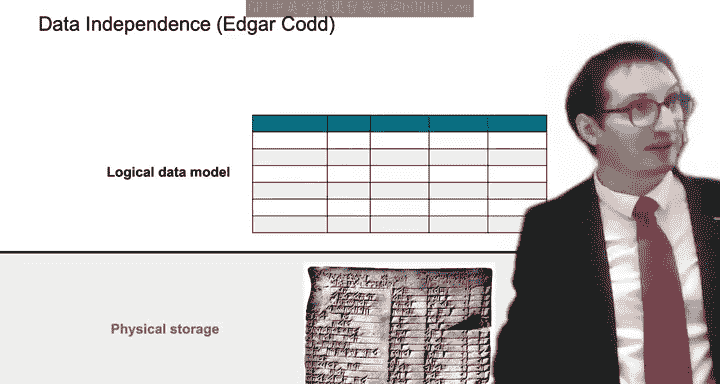 Data Independence (Edgar Codd)
Logical data model
Physical storage